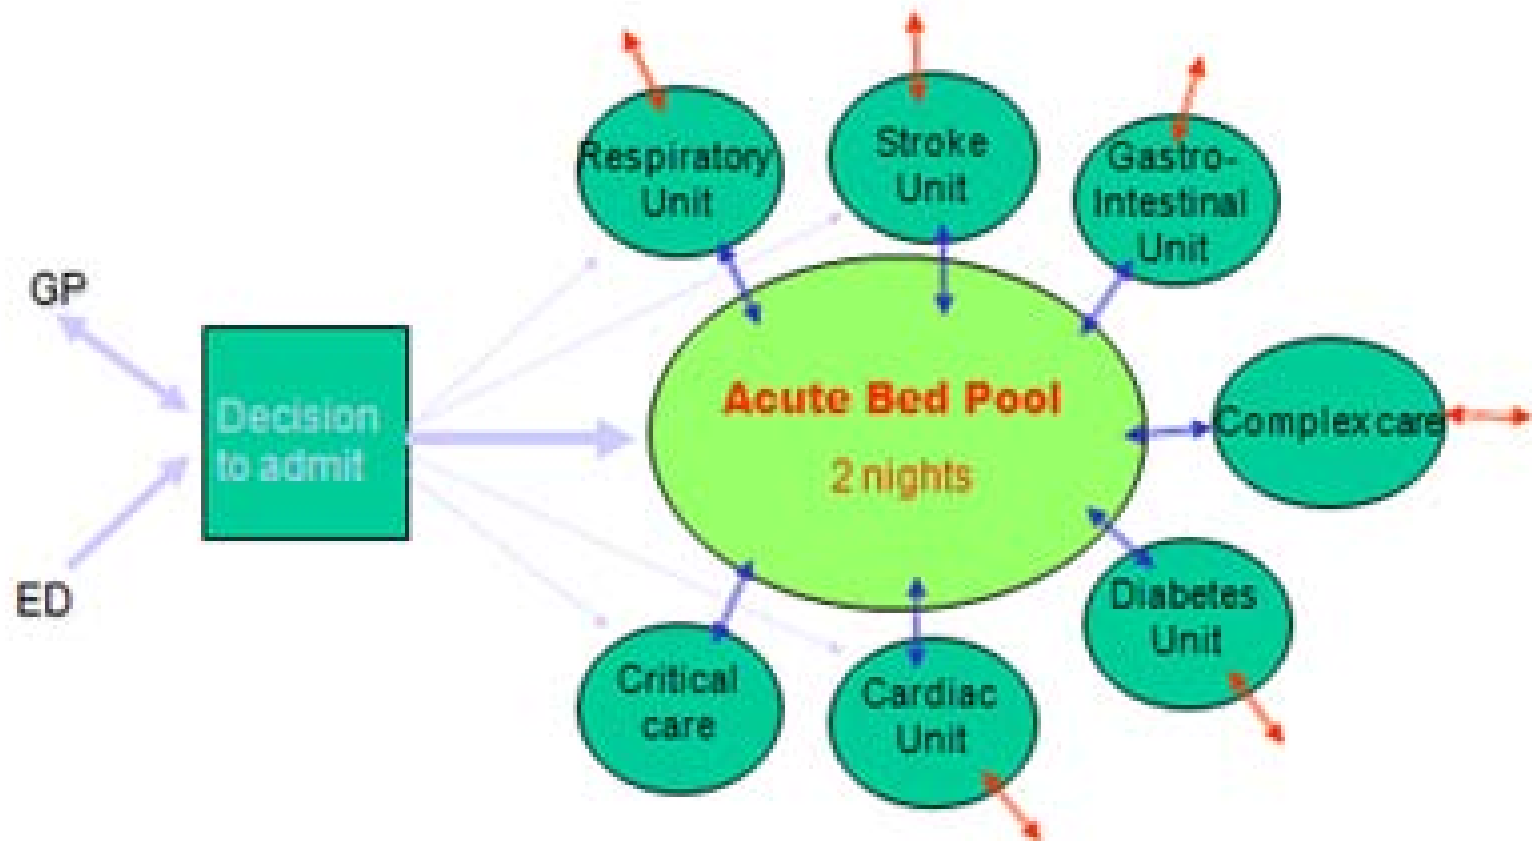 GP
ED
Decision
to admit
Respiratory
Unit
Stroke
Unit
Gastro-
Intestinal
Unit
Acute Bed Pool
2 nights
Complex care
Diabetes
Unit
Critical
care
Cardiac
Unit